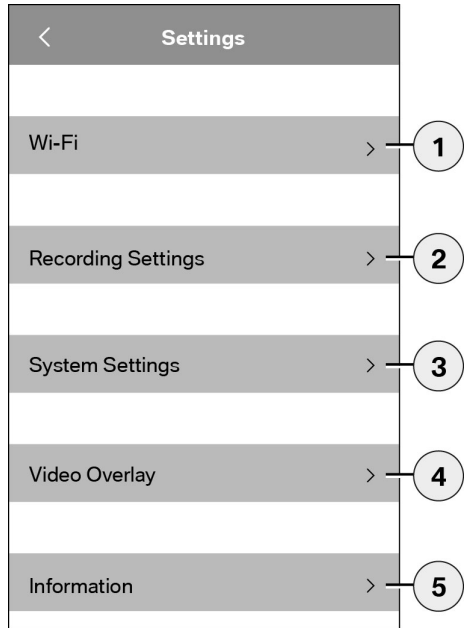 Settings
Wi-Fi
1
Recording Settings
2
System Settings
3
Video Overlay
4
Information
5